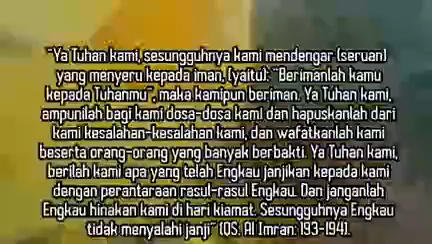 "Ya Tuhan kami, sesungguhnya kami mendengar (seruan)
yang menyeru kepada iman, (yaitu): "Berimanlah kamu
kepada Tuhanmu", maka kamipun beriman. Ya Tuhan kami,
ampunilah bagi kami dosa-dosa kami dan hapuskanlah dari
kami kesalahan-kesalahan kami, dan wafatkanlah kami
beserta orang-orang yang banyak berbakti. Ya Tuhan kami,
berilah kami apa yang telah Engkau janjikan kepada kami
dengan perantaraan rasul-rasul Engkau. Dan janganlah
Engkau hinakan kami di hari kiamat. Sesungguhnya Engkau
tidak menyalahi janji" (QS. Al Imran: 193-194).